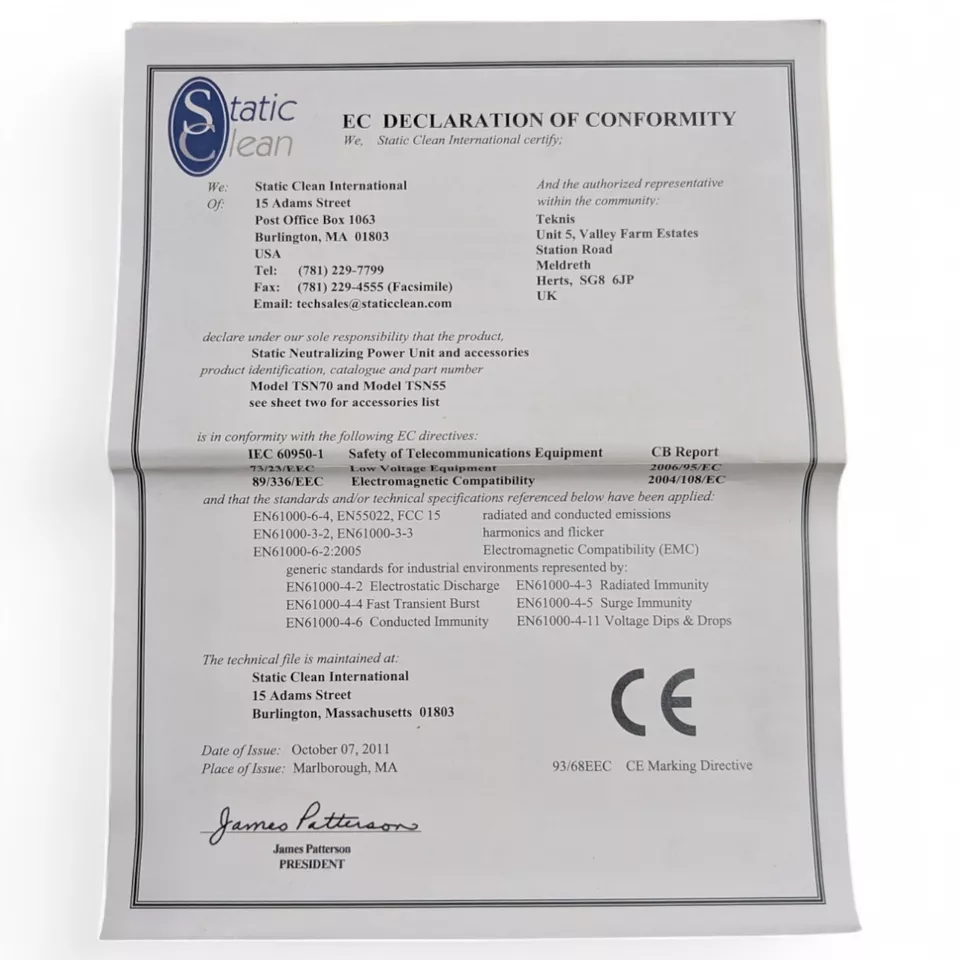 Static
Clean
EC DECLARATION OF CONFORMITY
We, Static Clean International certify;
We: Static Clean International
Of: 15 Adams Street
Post Office Box 1063
Burlington, MA 01803
USA
Tel: (781) 229-7799
Fax: (781) 229-4555 (Facsimile)
Email: techsales@staticclean.com
And the authorized representative
within the community:
Teknis
Unit 5, Valley Farm Estates
Station Road
Meldreth
Herts, SG8 6JP
UK
declare under our sole responsibility that the product,
Static Neutralizing Power Unit and accessories
product identification, catalogue and part number
Model TSN70 and Model TSN55
see sheet two for accessories list
is in conformity with the following EC directives:
IEC 60950-1 Safety of Telecommunications Equipment CB Report
73/23/EEC Low Voltage Equipment 2006/95/EC
89/336/EEC Electromagnetic Compatibility 2004/108/EC
and that the standards and/or technical specifications referenced below have been applied:
EN61000-6-4, EN55022, FCC 15 radiated and conducted emissions
EN61000-3-2, EN61000-3-3 harmonics and flicker
EN61000-6-2:2005 Electromagnetic Compatibility (EMC)
generic standards for industrial environments represented by:
EN61000-4-2 Electrostatic Discharge EN61000-4-3 Radiated Immunity
EN61000-4-4 Fast Transient Burst EN61000-4-5 Surge Immunity
EN61000-4-6 Conducted Immunity EN61000-4-11 Voltage Dips & Drops
The technical file is maintained at:
Static Clean International
15 Adams Street
Burlington, Massachusetts 01803
CE
Date of Issue: October 07, 2011
Place of Issue: Marlborough, MA
93/68EEC CE Marking Directive
James Patterson
James Patterson
PRESIDENT